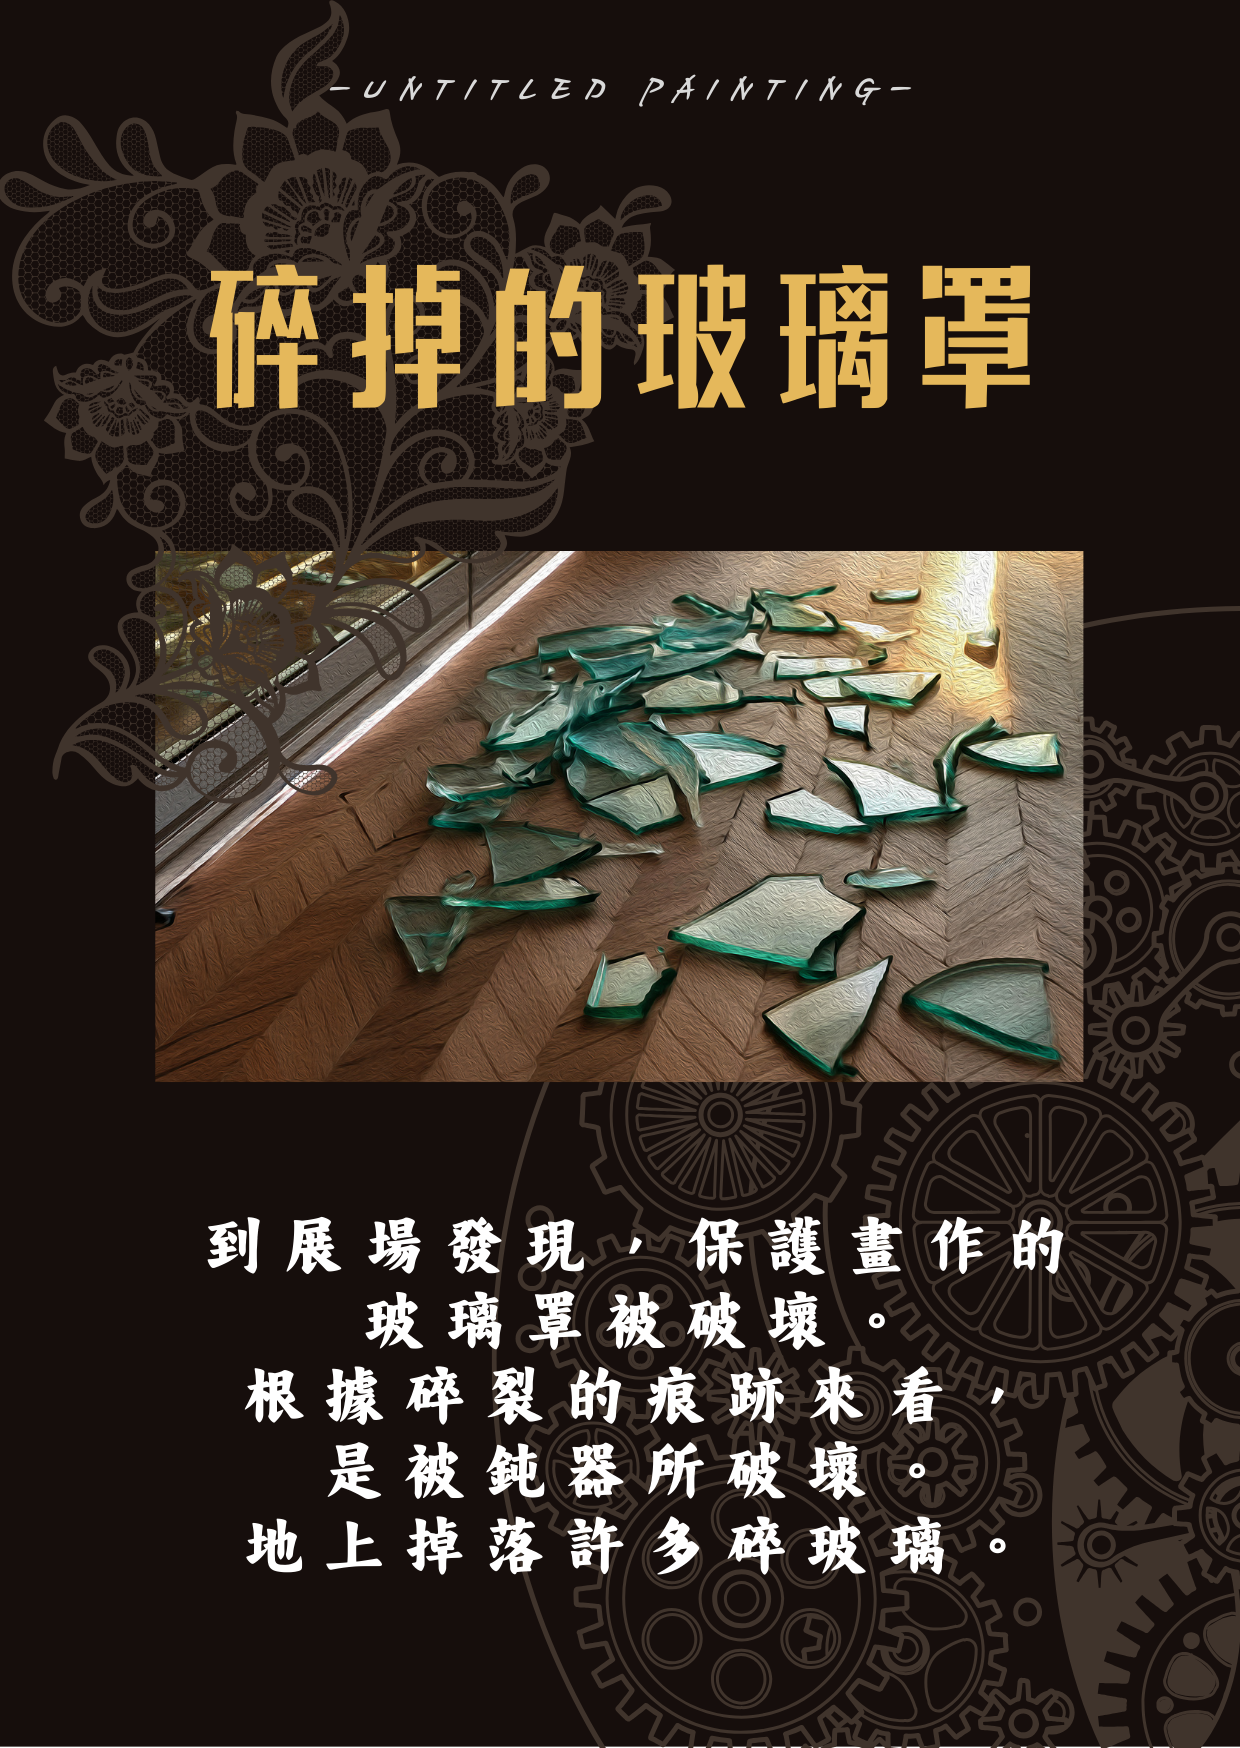 -UNTITLED PAINTING-
碎掉的玻璃罩
到展場發現，保護畫作的
玻璃罩被破壞。
根據碎裂的痕跡來看，
是被鈍器所破壞。
地上掉落許多碎玻璃。